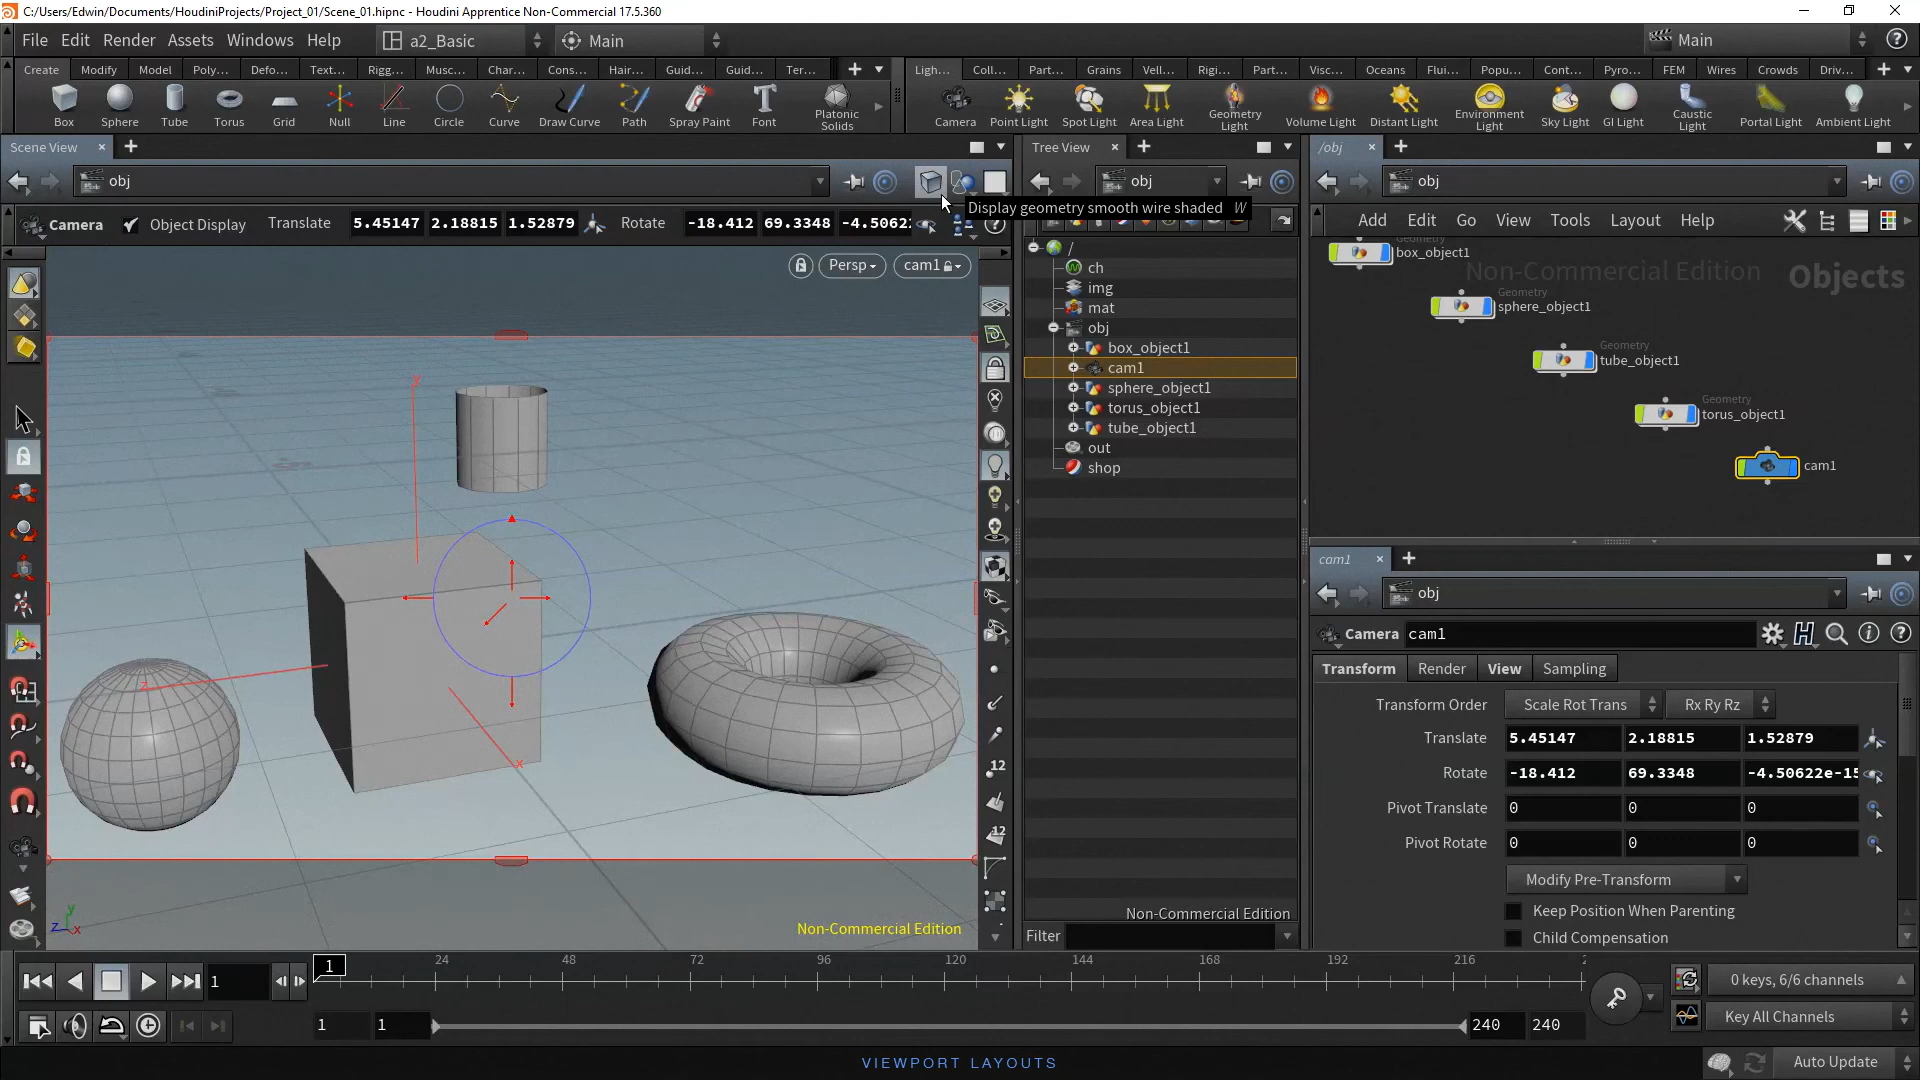 C:/Users/Edwin/Documents/HoudiniProjects/Project_01/Scene_01.hipnc - Houdini Apprentice Non-Commercial 17.5.360
File Edit Render Assets Windows Help a2_Basic Main Main
Create Modify Model Poly... Defo... Text... Rigg... Musc... Char... Cons... Hair... Guid... Guid... Ter... Ligh... Coll... Part... Grains Vell... Rigi... Part... Visc... Oceans Flui... Popu... Cont... Pyro... FEM Wires Crowds Driv...
Box Sphere Tube Torus Grid Null Line Circle Curve Draw Curve Path Spray Paint Font Platonic Solids Camera Point Light Spot Light Area Light Geometry Light Volume Light Distant Light Environment Light Sky Light GI Light Caustic Light Portal Light Ambient Light
Scene View Tree View /obj
obj obj obj
Display geometry smooth wire shaded W
Camera Object Display Translate 5.45147 2.18815 1.52879 Rotate -18.412 69.3348 -4.5062
Add Edit Go View Tools Layout Help
Persp cam1
/
ch
img
mat
obj
box_object1
cam1
sphere_object1
torus_object1
tube_object1
out
shop
Non-Commercial Edition
Filter
Non-Commercial Edition Objects
Geometry
box_object1
Geometry
sphere_object1
Geometry
tube_object1
Geometry
torus_object1
cam1
y
z
x
12
12
y
z x
Non-Commercial Edition
cam1
obj
Camera cam1
Transform Render View Sampling
Transform Order Scale Rot Trans Rx Ry Rz
Translate 5.45147 2.18815 1.52879
Rotate -18.412 69.3348 -4.50622e-15
Pivot Translate 0 0 0
Pivot Rotate 0 0 0
Modify Pre-Transform
Keep Position When Parenting
Child Compensation
1 1 24 48 72 96 120 144 168 192 216 2
0 keys, 6/6 channels
1 1 240 240
Key All Channels
VIEWPORT LAYOUTS
Auto Update